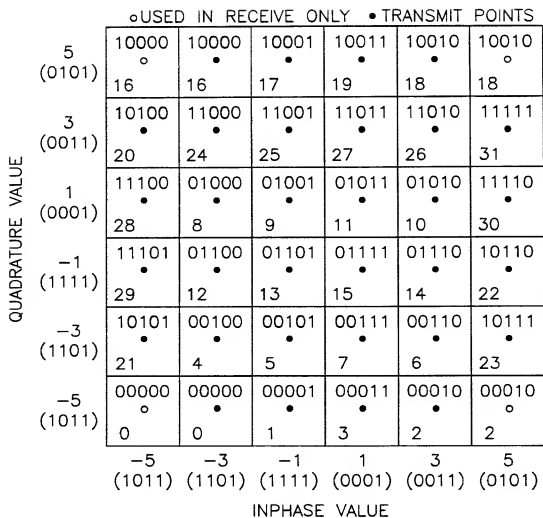 ○USED IN RECEIVE ONLY ●TRANSMIT POINTS
5 10000 10000 10001 10011 10010 10010
(0101) 16 16 17 19 18 18
3 10100 11000 11001 11011 11010 11111
(0011) 20 24 25 27 26 31
1 11100 01000 01001 01011 01010 11110
(0001) 28 8 9 11 10 30
-1 11101 01100 01101 01111 01110 10110
(1111) 29 12 13 15 14 22
-3 10101 00100 00101 00111 00110 10111
(1101) 21 4 5 7 6 23
-5 00000 00000 00001 00011 00010 00010
(1011) 0 0 1 3 2 2
QUADRATURE VALUE
-5 -3 -1 1 3 5
(1011) (1101) (1111) (0001) (0011) (0101)
INPHASE VALUE